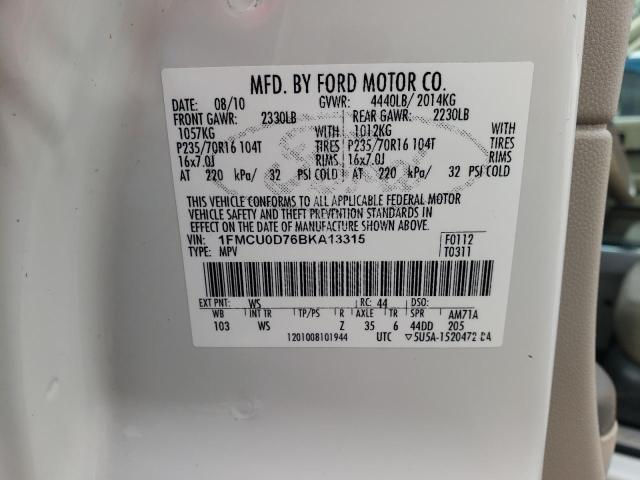 MFD. BY FORD MOTOR CO.
DATE: 08/10 GVWR: 4440LB/ 2014KG
FRONT GAWR: 2330LB REAR GAWR: 2230LB
1057KG WITH 1012KG WITH
P235/70R16 104T TIRES P235/70R16 104T TIRES
16x7.0J RIMS 16x7.0J RIMS
AT 220 kPa/ 32 PSI COLD AT 220 kPa/ 32 PSI COLD
THIS VEHICLE CONFORMS TO ALL APPLICABLE FEDERAL MOTOR
VEHICLE SAFETY AND THEFT PREVENTION STANDARDS IN
EFFECT ON THE DATE OF MANUFACTURE SHOWN ABOVE.
VIN: 1FMCU0D76BKA13315 F0112
TYPE: MPV T0311
EXT PNT: WS RC: 44 DSO:
WB INT TR TP/PS R AXLE TR SPR AM71A
103 WS Z 35 6 44DD 205
1201008101944 UTC ▽5U5A-1520472